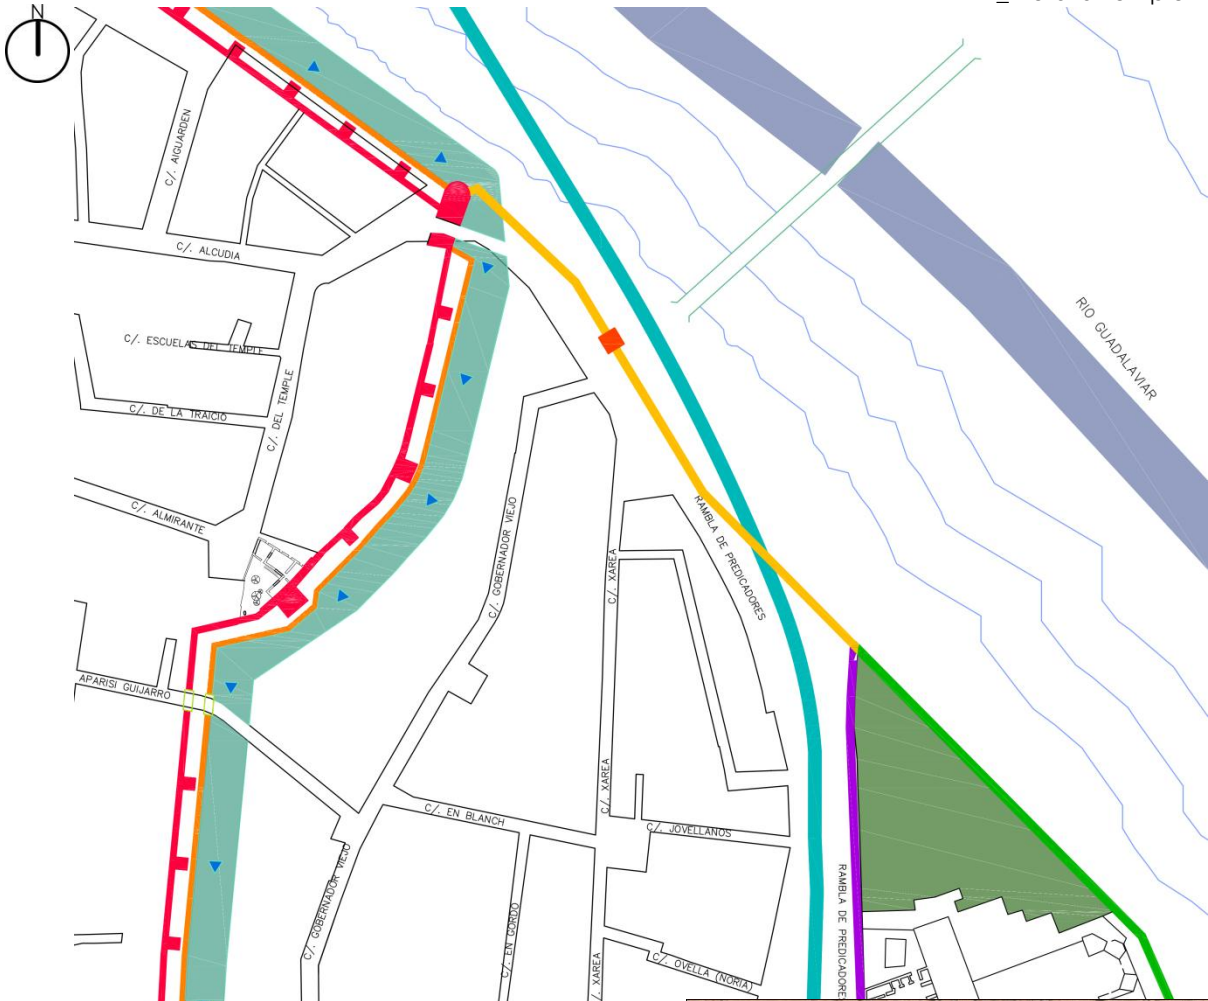 N
C/. AIGUARDEN
C/. ALCUDIA
RIO GUADALAVIAR
C/. ESCUELAS DEL TEMPLE
C/. DEL TEMPLE
C/. DE LA TRAICIO
C/. ALMIRANTE
C/. GOBERNADOR VIEJO
C/. XAREA
RAMBLA DE PREDICADORES
APARISI GUIJARRO
C/. XAREA
C/. EN BLANCH
C/. JOVELLANOS
C/. GOBERNADOR VIEJO
C/. EN GORDO
RAMBLA DE PREDICADORES
C/. OVELLA (NORIA)
/. XAREA